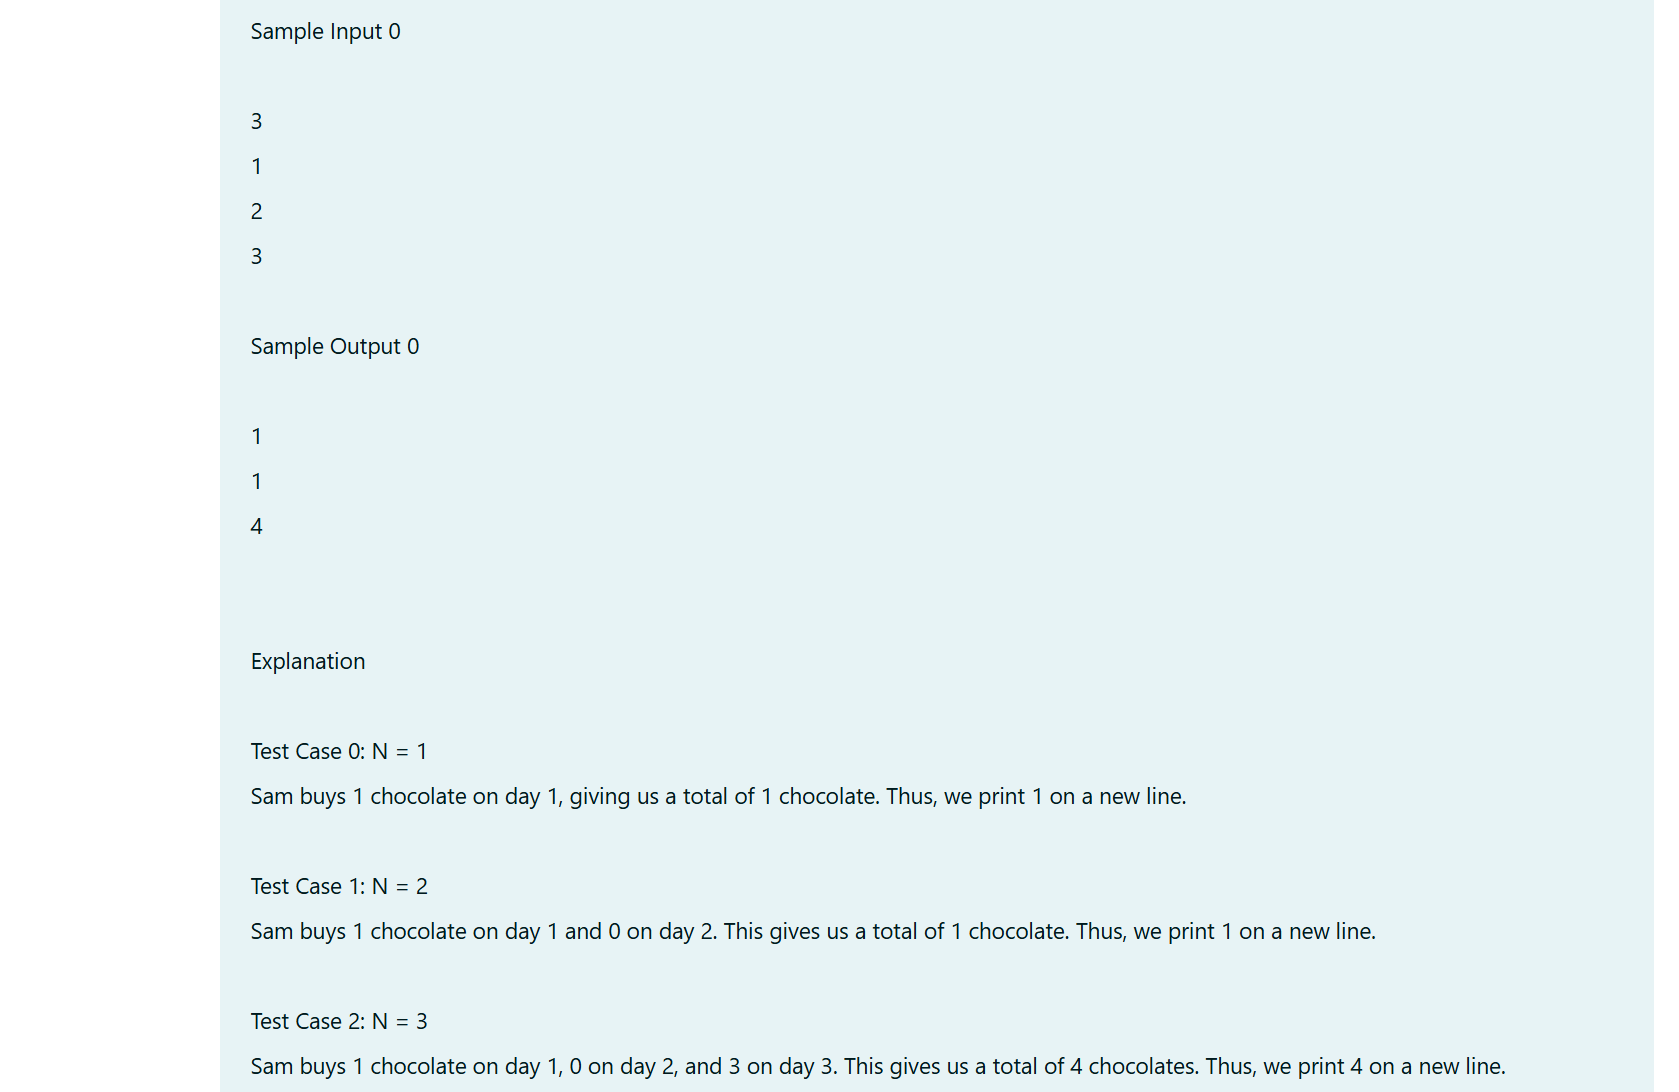 Sample Input 0
3
1
2
3
Sample Output 0
1
1
4
Explanation
Test Case 0: N = 1
Sam buys 1 chocolate on day 1, giving us a total of 1 chocolate. Thus, we print 1 on a new line.
Test Case 1: N = 2
Sam buys 1 chocolate on day 1 and 0 on day 2. This gives us a total of 1 chocolate. Thus, we print 1 on a new line.
Test Case 2: N = 3
Sam buys 1 chocolate on day 1, 0 on day 2, and 3 on day 3. This gives us a total of 4 chocolates. Thus, we print 4 on a new line.